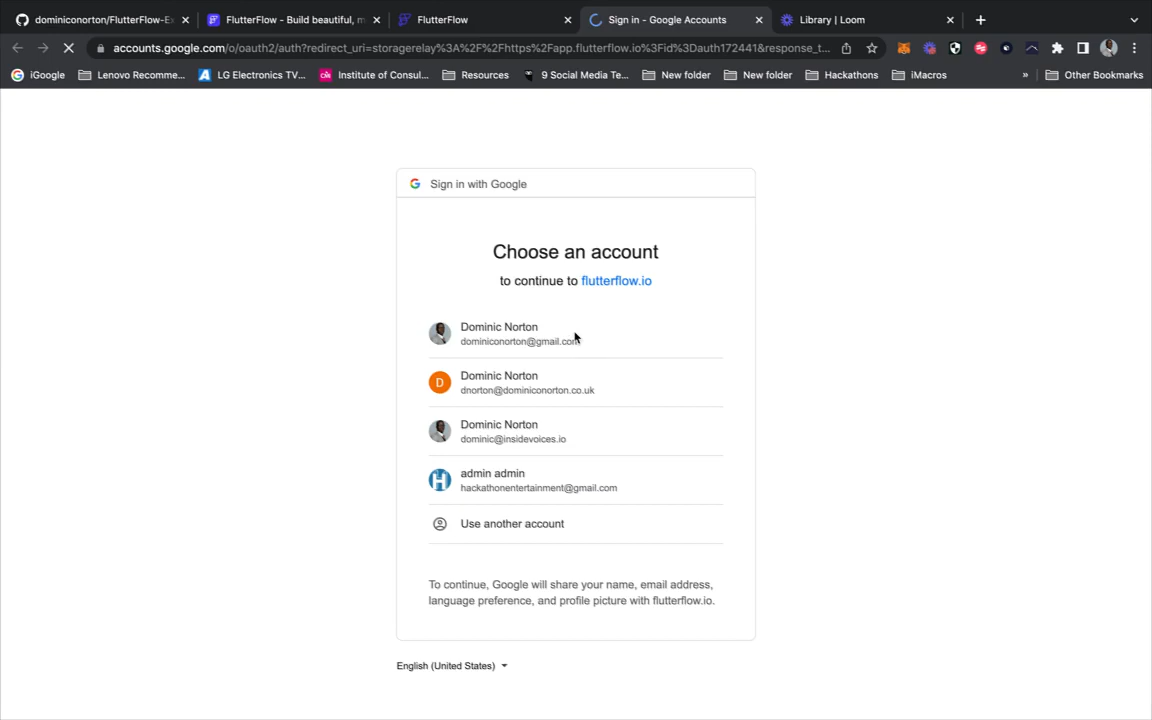 dominiconorton/FlutterFlow-Ex
FlutterFlow - Build beautiful, m
FlutterFlow
Sign in - Google Accounts
Library | Loom
accounts.google.com/o/oauth2/auth?redirect_uri=storagerelay%3A%2F%2Fhttps%2Fapp.flutterflow.io%3Fid%3Dauth172441&response_t...
iGoogle
Lenovo Recomme...
LG Electronics TV...
Institute of Consul...
Resources
9 Social Media Te...
New folder
New folder
Hackathons
iMacros
»
Other Bookmarks
Sign in with Google
Choose an account
to continue to flutterflow.io
Dominic Norton
dominiconorton@gmail.com
D
Dominic Norton
dnorton@dominiconorton.co.uk
Dominic Norton
dominic@insidevoices.io
H
admin admin
hackathonentertainment@gmail.com
Use another account
To continue, Google will share your name, email address,
language preference, and profile picture with flutterflow.io.
English (United States)